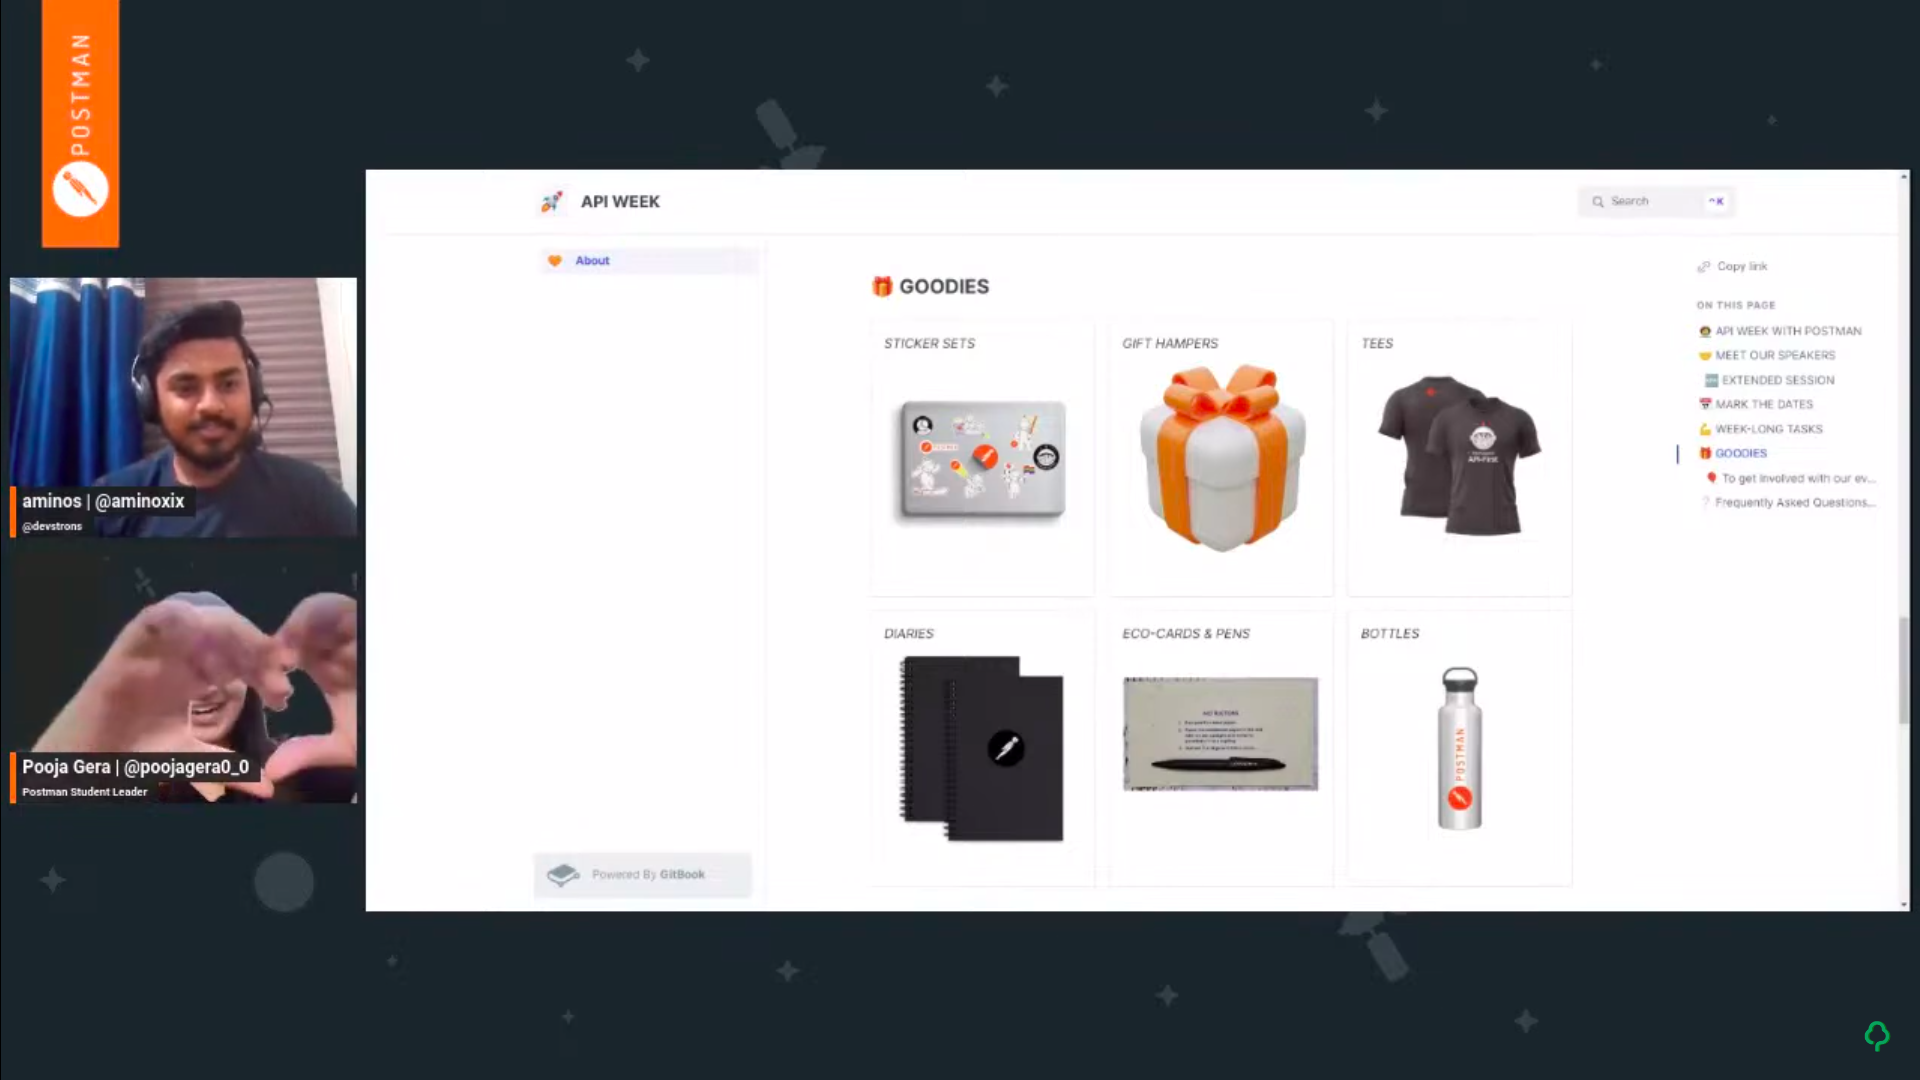 POSTMAN
API WEEK
Search
^K
About
🎁 GOODIES
STICKER SETS
GIFT HAMPERS
TEES
API-First
DIARIES
ECO-CARDS & PENS
BOTTLES
POSTMAN
Copy link
ON THIS PAGE
API WEEK WITH POSTMAN
MEET OUR SPEAKERS
EXTENDED SESSION
MARK THE DATES
WEEK-LONG TASKS
GOODIES
To get involved with our ev...
Frequently Asked Questions...
Powered By GitBook
aminos | @aminoxix
@devstrons
Pooja Gera | @poojagera0_0
Postman Student Leader